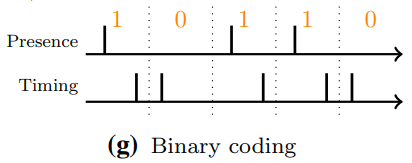 1 0 1 1 0
Presence
Timing
(g) Binary coding